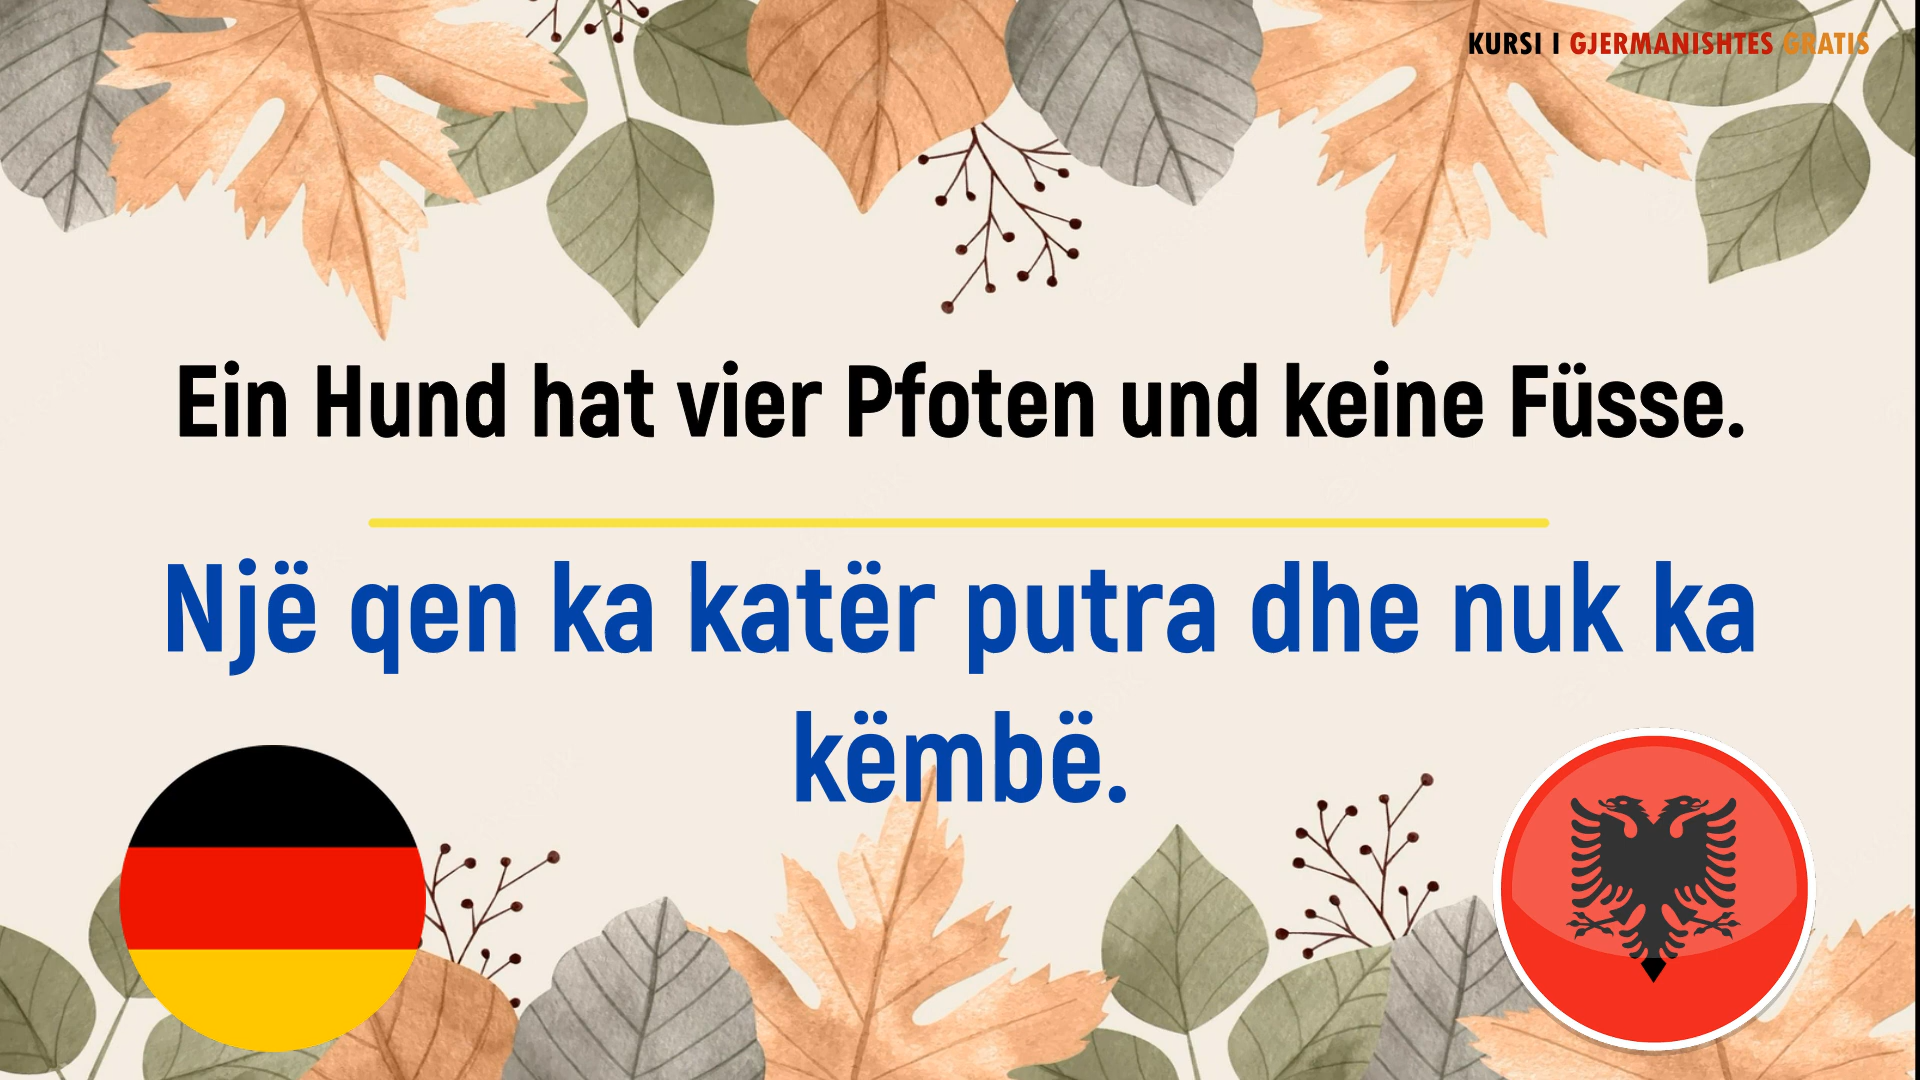 KURSI I GJERMANISHTES GRATIS
Ein Hund hat vier Pfoten und keine Füsse.
Një qen ka katër putra dhe nuk ka
këmbë.